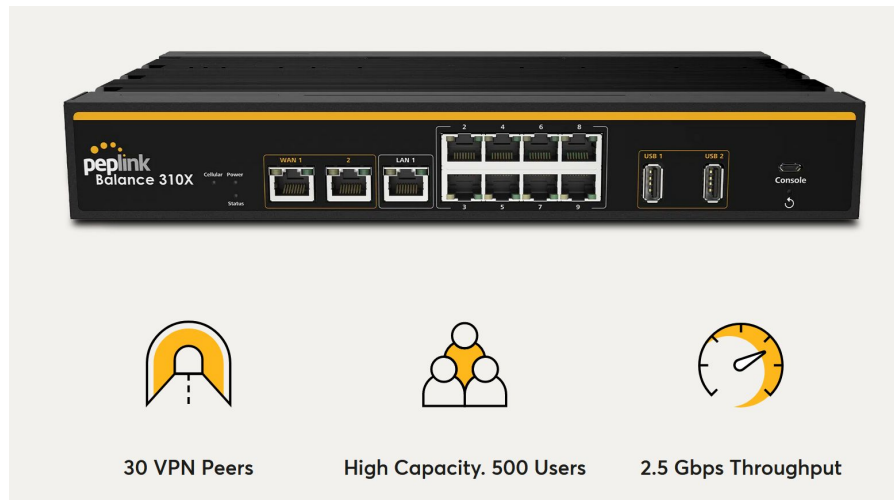 peplink
Balance 310X
Cellular Power
Status
WAN 1 2
LAN 1
2 4 6 8
3 5 7 9
USB 1 USB 2
Console
30 VPN Peers
High Capacity. 500 Users
2.5 Gbps Throughput